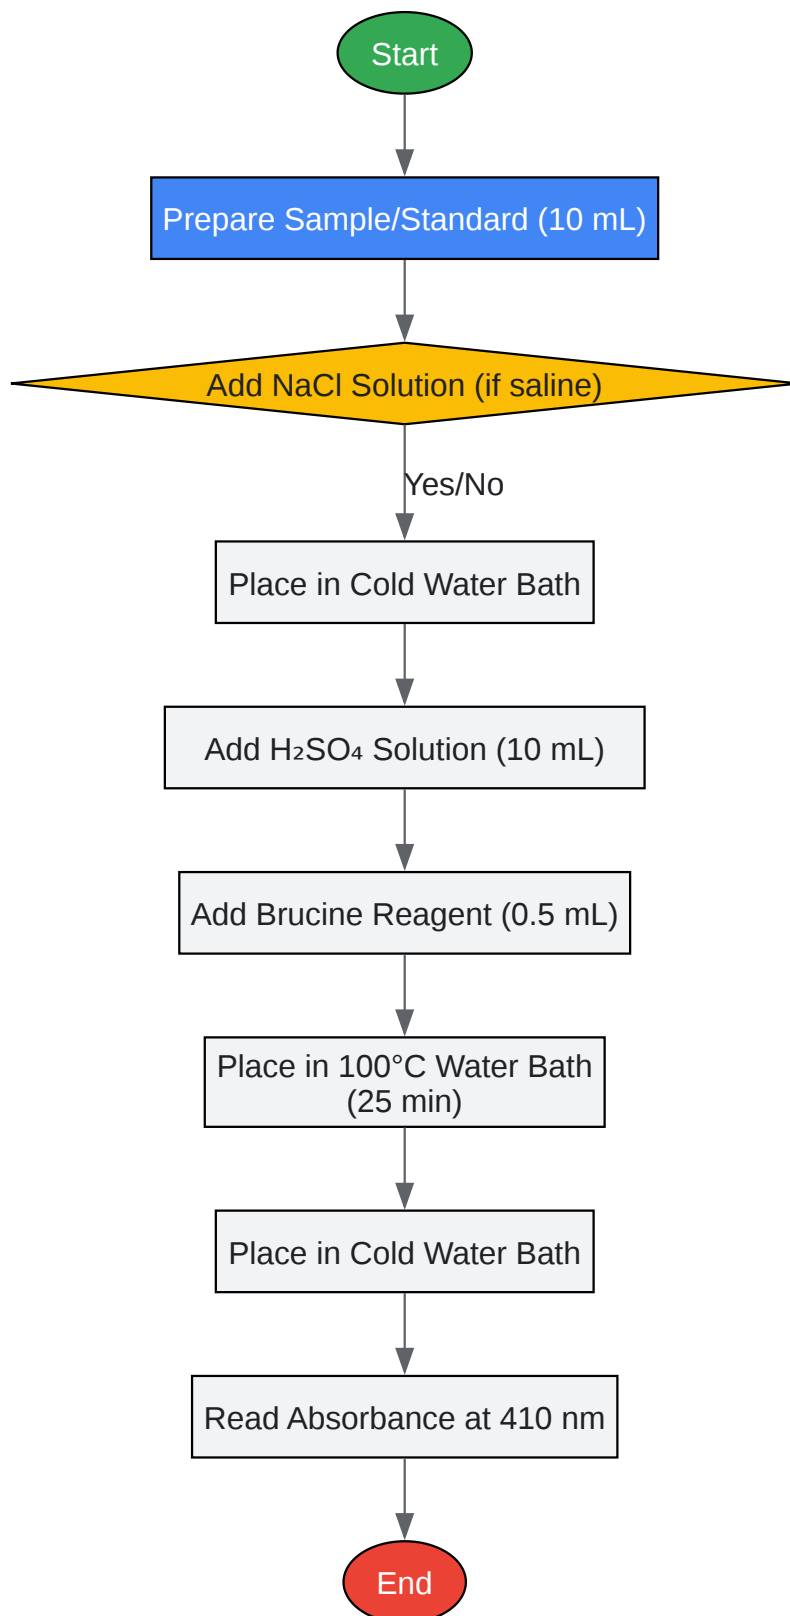 Start
Prepare Sample/Standard (10 mL)
Add NaCl Solution (if saline)
Yes/No
Place in Cold Water Bath
Add H₂SO₄ Solution (10 mL)
Add Brucine Reagent (0.5 mL)
Place in 100°C Water Bath
(25 min)
Place in Cold Water Bath
Read Absorbance at 410 nm
End